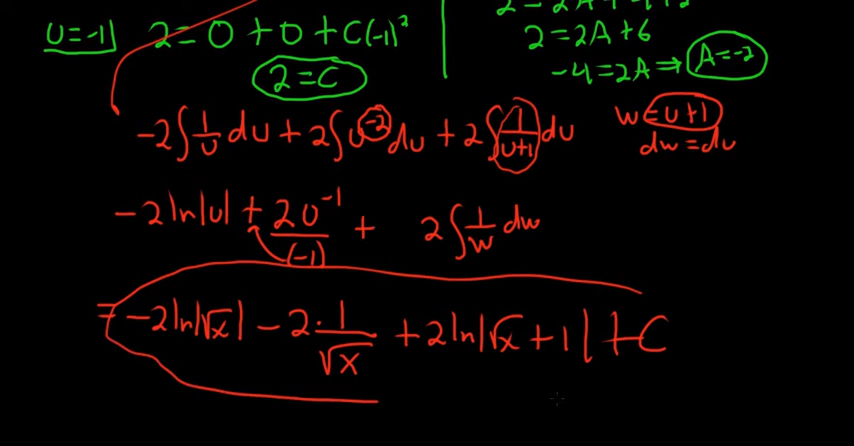 U=-1| 2=0+0+C(-1)²
2=C
2=2A+6
-4=2A ⇒ A=-2
-2∫1/u du + 2∫u⁻² du + 2∫1/(u+1) du
w=u+1
dw=du
-2ln|u| + 2u⁻¹/(-1) + 2∫1/w dw
= -2ln|√x| - 2·1/√x + 2ln|√x+1| + C